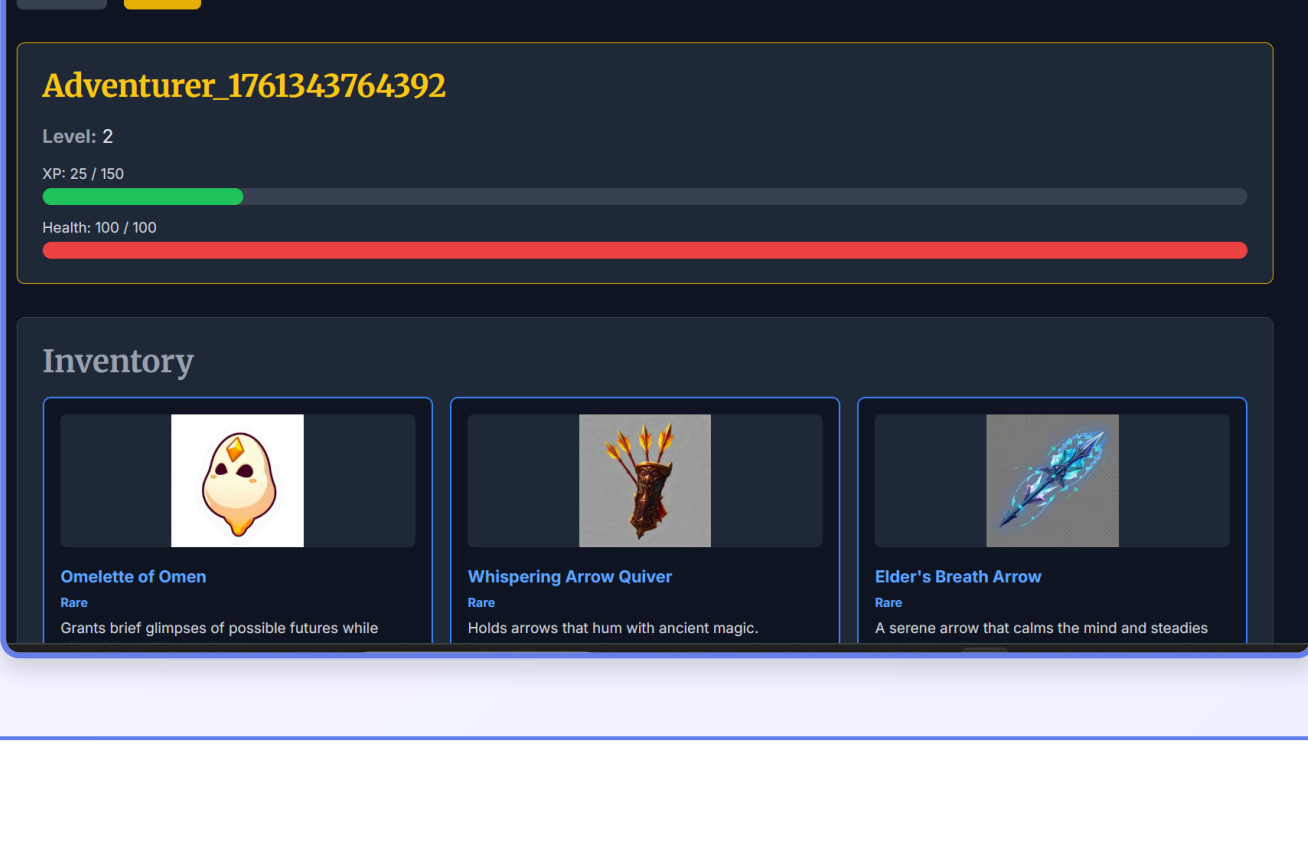 Adventurer_1761343764392
Level: 2
XP: 25 / 150
Health: 100 / 100
Inventory
Omelette of Omen
Rare
Grants brief glimpses of possible futures while
Whispering Arrow Quiver
Rare
Holds arrows that hum with ancient magic.
Elder's Breath Arrow
Rare
A serene arrow that calms the mind and steadies